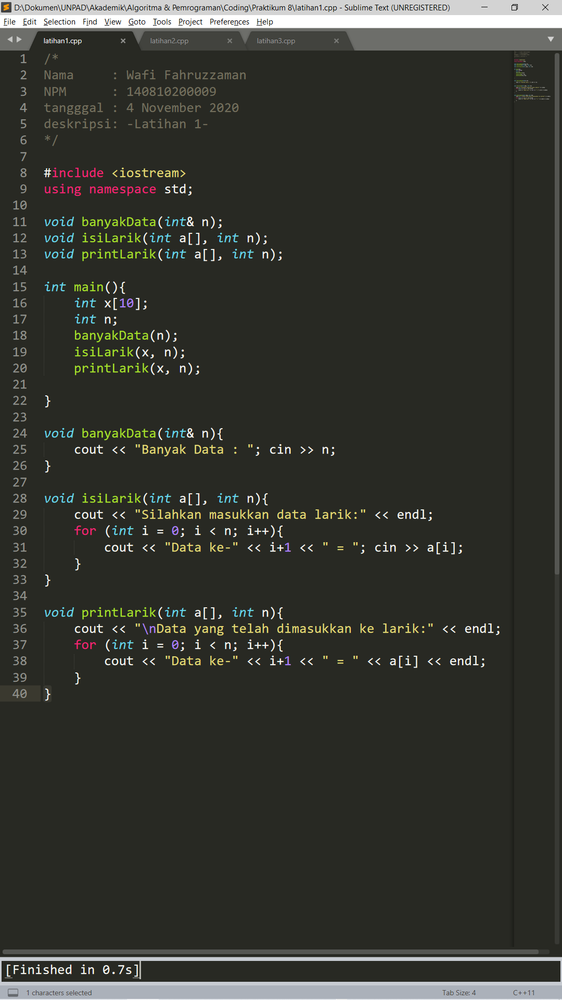 D:\Dokumen\UNPAD\Akademik\Algoritma & Pemrograman\Coding\Praktikum 8\latihan1.cpp - Sublime Text (UNREGISTERED)
File Edit Selection Find View Goto Tools Project Preferences Help
latihan1.cpp × latihan2.cpp × latihan3.cpp ×
1 /*
2 Nama : Wafi Fahruzzaman
3 NPM : 140810200009
4 tangggal : 4 November 2020
5 deskripsi: -Latihan 1-
6 */
7
8 #include <iostream>
9 using namespace std;
10
11 void banyakData(int& n);
12 void isiLarik(int a[], int n);
13 void printLarik(int a[], int n);
14
15 int main(){
16     int x[10];
17     int n;
18     banyakData(n);
19     isiLarik(x, n);
20     printLarik(x, n);
21
22 }
23
24 void banyakData(int& n){
25     cout << "Banyak Data : "; cin >> n;
26 }
27
28 void isiLarik(int a[], int n){
29     cout << "Silahkan masukkan data larik:" << endl;
30     for (int i = 0; i < n; i++){
31         cout << "Data ke-" << i+1 << " = "; cin >> a[i];
32     }
33 }
34
35 void printLarik(int a[], int n){
36     cout << "\nData yang telah dimasukkan ke larik:" << endl;
37     for (int i = 0; i < n; i++){
38         cout << "Data ke-" << i+1 << " = " << a[i] << endl;
39     }
40 }
[Finished in 0.7s]
1 characters selected Tab Size: 4 C++11